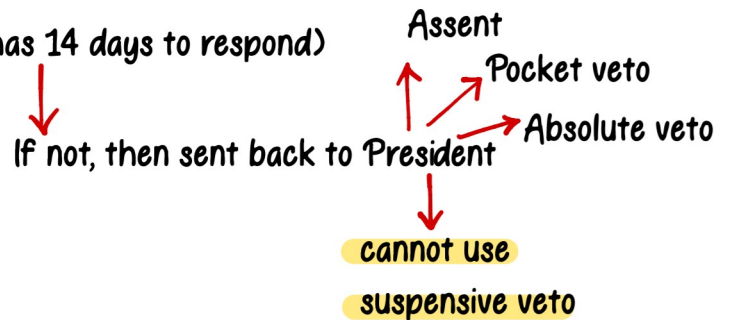 Assent
has 14 days to respond)
Pocket veto
Absolute veto
If not, then sent back to President
cannot use
suspensive veto